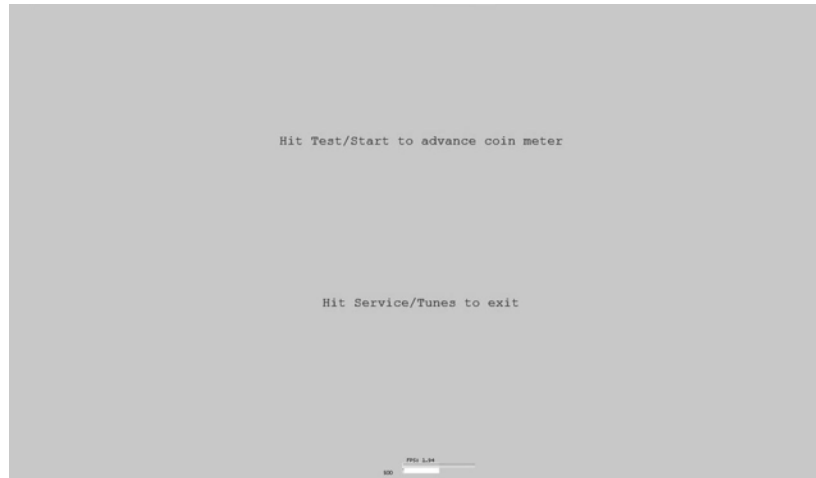 Hit Test/Start to advance coin meter
Hit Service/Tunes to exit